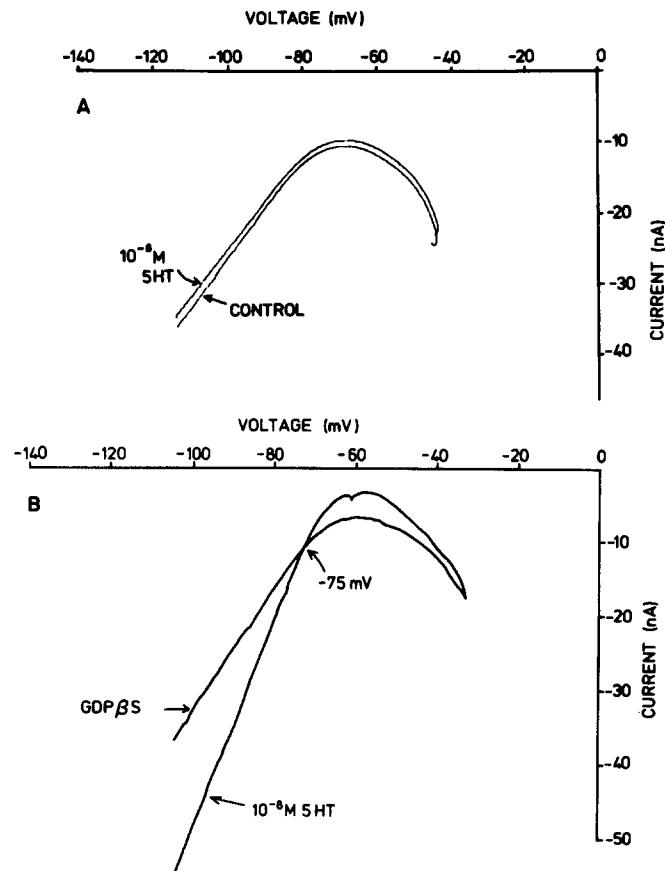 VOLTAGE (mV)
-140 -120 -100 -80 -60 -40 -20 0
A
-10
-20
-30
-40
CURRENT (nA)
10⁻⁸M
5HT
CONTROL
VOLTAGE (mV)
-140 -120 -100 -80 -60 -40 -20 0
B
-10
-20
-30
-40
-50
CURRENT (nA)
-75 mV
GDPβS
10⁻⁸M 5HT